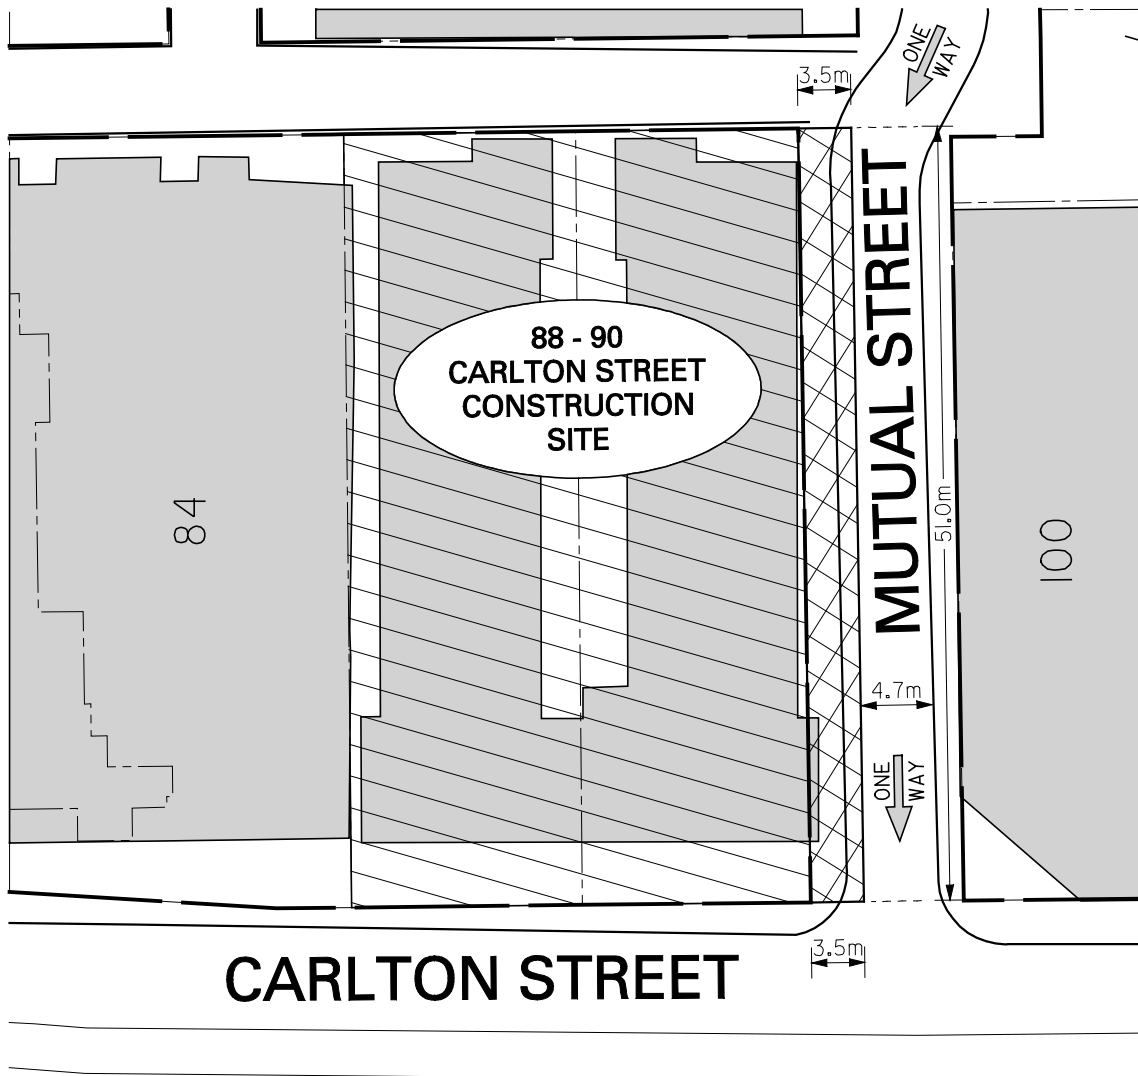 ONE
WAY
3.5m
MUTUAL STREET
88 - 90
CARLTON STREET
CONSTRUCTION
SITE
84
51.0m
100
4.7m
ONE
WAY
3.5m
CARLTON STREET